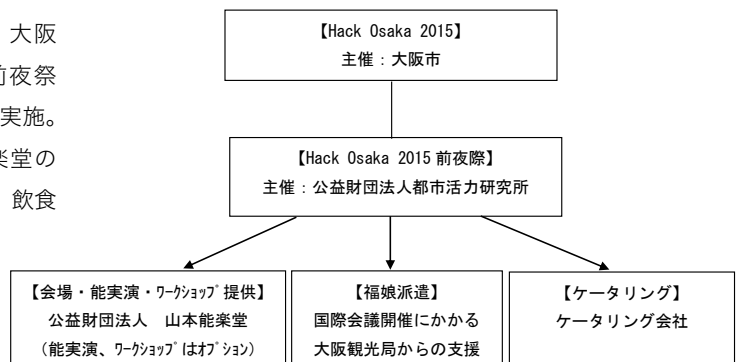 大阪
前夜祭
実施。
楽堂の
飲食
【Hack Osaka 2015】
主催：大阪市
【Hack Osaka 2015 前夜際】
主催：公益財団法人都市活力研究所
【会場・能実演・ﾜｰｸｼｮｯﾌﾟ提供】
公益財団法人　山本能楽堂
（能実演、ﾜｰｸｼｮｯﾌﾟはｵﾌﾟｼｮﾝ）
【福娘派遣】
国際会議開催にかかる
大阪観光局からの支援
【ケータリング】
ケータリング会社